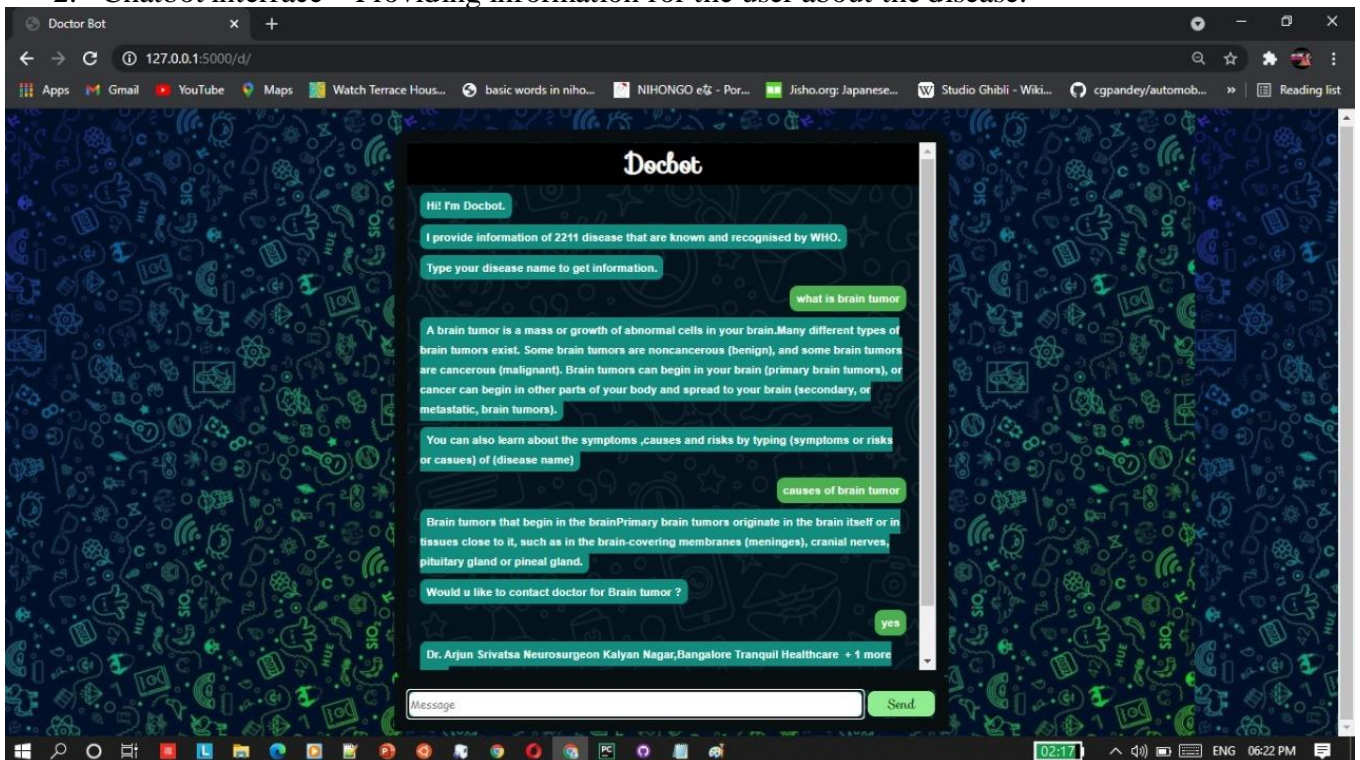 2. Chatbot interface – Providing information for the user about the disease.
Doctor Bot
127.0.0.1:5000/d/
Apps Gmail YouTube Maps Watch Terrace Hous... basic words in niho... NIHONGO eな - Por... Jisho.org: Japanese... Studio Ghibli - Wiki... cgpandey/automob... » Reading list
Docbot
Hi! I'm Docbot.
I provide information of 2211 disease that are known and recognised by WHO.
Type your disease name to get information.
what is brain tumor
A brain tumor is a mass or growth of abnormal cells in your brain.Many different types of
brain tumors exist. Some brain tumors are noncancerous (benign), and some brain tumors
are cancerous (malignant). Brain tumors can begin in your brain (primary brain tumors), or
cancer can begin in other parts of your body and spread to your brain (secondary, or
metastatic, brain tumors).
You can also learn about the symptoms ,causes and risks by typing (symptoms or risks
or casues) of (disease name)
causes of brain tumor
Brain tumors that begin in the brainPrimary brain tumors originate in the brain itself or in
tissues close to it, such as in the brain-covering membranes (meninges), cranial nerves,
pituitary gland or pineal gland.
Would u like to contact doctor for Brain tumor ?
yes
Dr. Arjun Srivatsa Neurosurgeon Kalyan Nagar,Bangalore Tranquil Healthcare + 1 more
Message
Send
02:17 ENG 06:22 PM